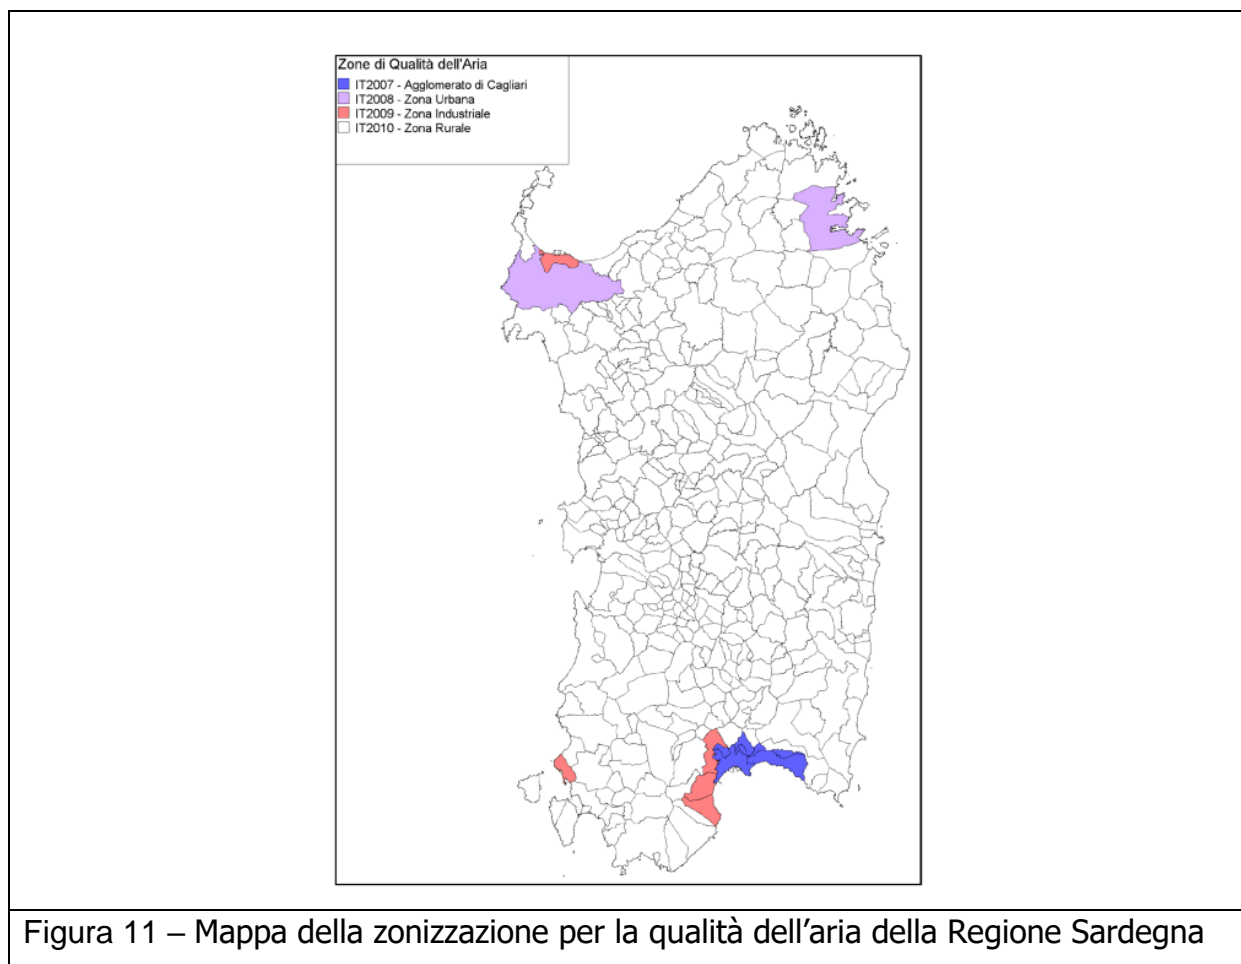 Zone di Qualità dell'Aria
IT2007 - Agglomerato di Cagliari
IT2008 - Zona Urbana
IT2009 - Zona Industriale
IT2010 - Zona Rurale
Figura 11 – Mappa della zonizzazione per la qualità dell’aria della Regione Sardegna